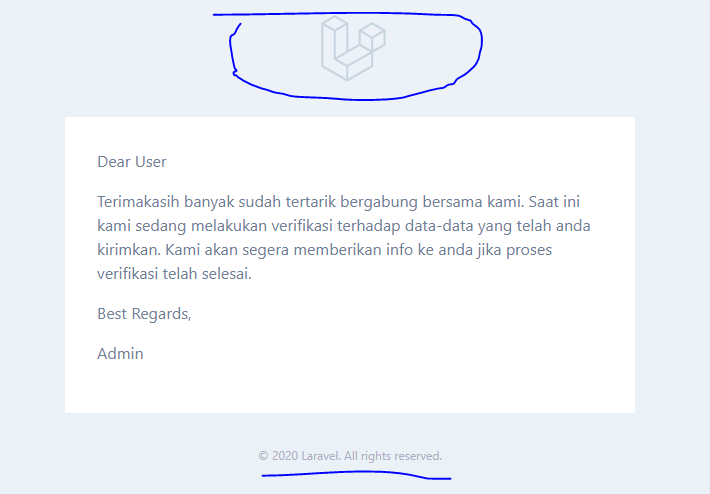 Dear User
Terimakasih banyak sudah tertarik bergabung bersama kami. Saat ini
kami sedang melakukan verifikasi terhadap data-data yang telah anda
kirimkan. Kami akan segera memberikan info ke anda jika proses
verifikasi telah selesai.
Best Regards,
Admin
© 2020 Laravel. All rights reserved.